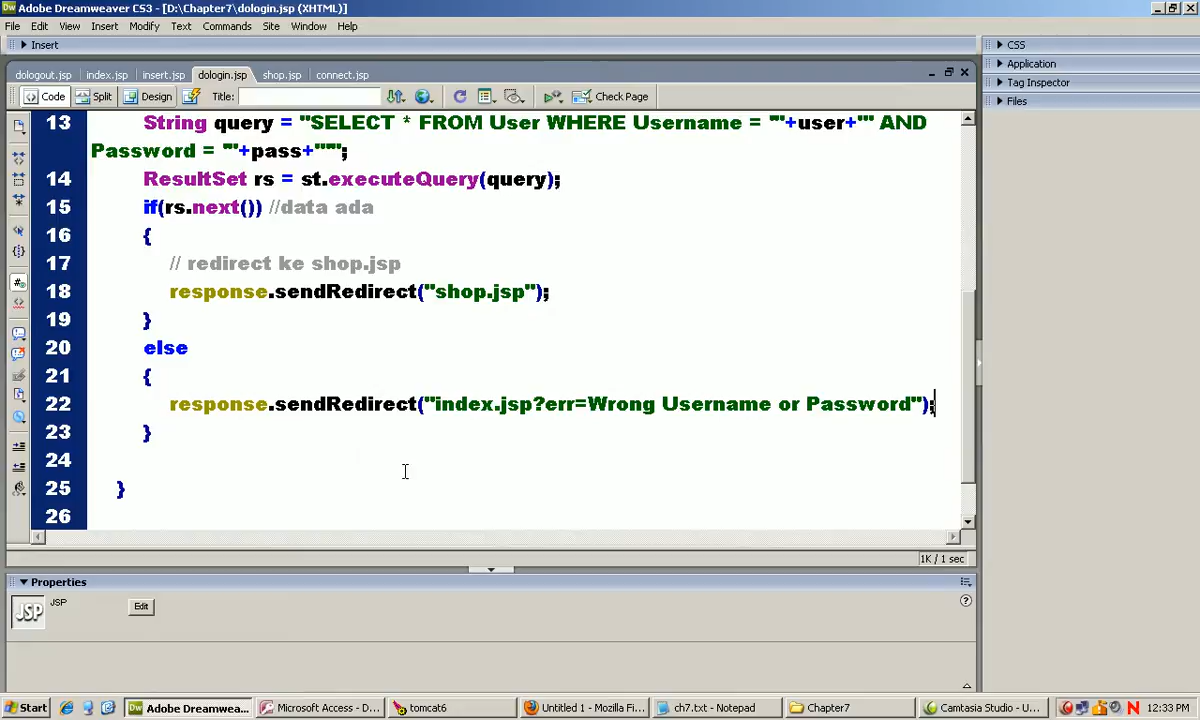 Adobe Dreamweaver CS3 - [D:\Chapter7\dologin.jsp (XHTML)]
File Edit View Insert Modify Text Commands Site Window Help
Insert
CSS
Application
Tag Inspector
Files
dologout.jsp index.jsp insert.jsp dologin.jsp shop.jsp connect.jsp
Code Split Design Title: Check Page
13 String query = "SELECT * FROM User WHERE Username = '"+user+"' AND
Password = '"+pass+"'";
14 ResultSet rs = st.executeQuery(query);
15 if(rs.next()) //data ada
16 {
17 // redirect ke shop.jsp
18 response.sendRedirect("shop.jsp");
19 }
20 else
21 {
22 response.sendRedirect("index.jsp?err=Wrong Username or Password");
23 }
24
25 }
26
1K / 1 sec
Properties
JSP JSP Edit
Start Adobe Dreamwea... Microsoft Access - D... tomcat6 Untitled 1 - Mozilla Fi... ch7.txt - Notepad Chapter7 Camtasia Studio - U... 12:33 PM